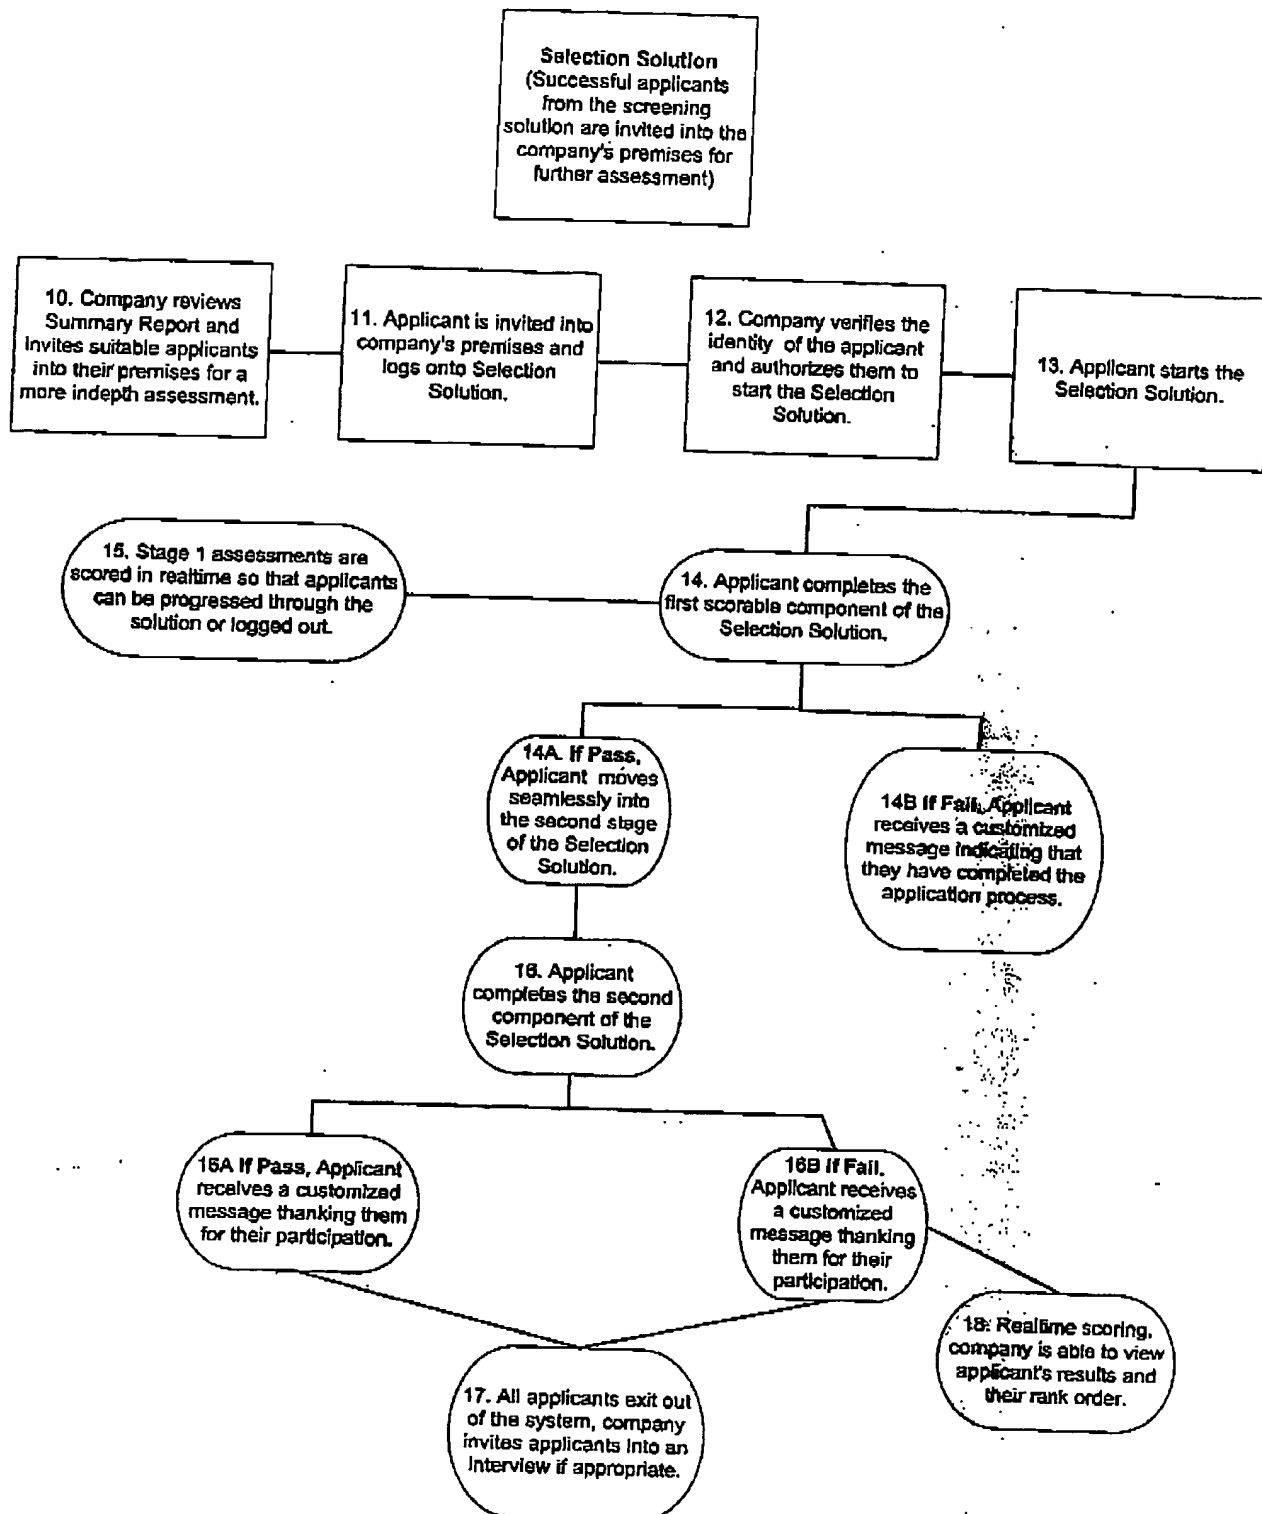 Selection Solution
(Successful applicants
from the screening
solution are invited into the
company's premises for
further assessment)
10. Company reviews
Summary Report and
invites suitable applicants
into their premises for a
more indepth assessment.
11. Applicant is invited into
company's premises and
logs onto Selection
Solution.
12. Company verifies the
identity of the applicant
and authorizes them to
start the Selection
Solution.
13. Applicant starts the
Selection Solution.
15. Stage 1 assessments are
scored in realtime so that applicants
can be progressed through the
solution or logged out.
14. Applicant completes the
first scorable component of the
Selection Solution.
14A. If Pass,
Applicant moves
seamlessly into
the second stage
of the Selection
Solution.
14B If Fail, Applicant
receives a customized
message indicating that
they have completed the
application process.
16. Applicant
completes the second
component of the
Selection Solution.
16A If Pass, Applicant
receives a customized
message thanking them
for their participation.
16B If Fail.
Applicant receives
a customized
message thanking
them for their
participation.
18. Realtime scoring,
company is able to view
applicant's results and
their rank order.
17. All applicants exit out
of the system, company
invites applicants into an
Interview if appropriate.